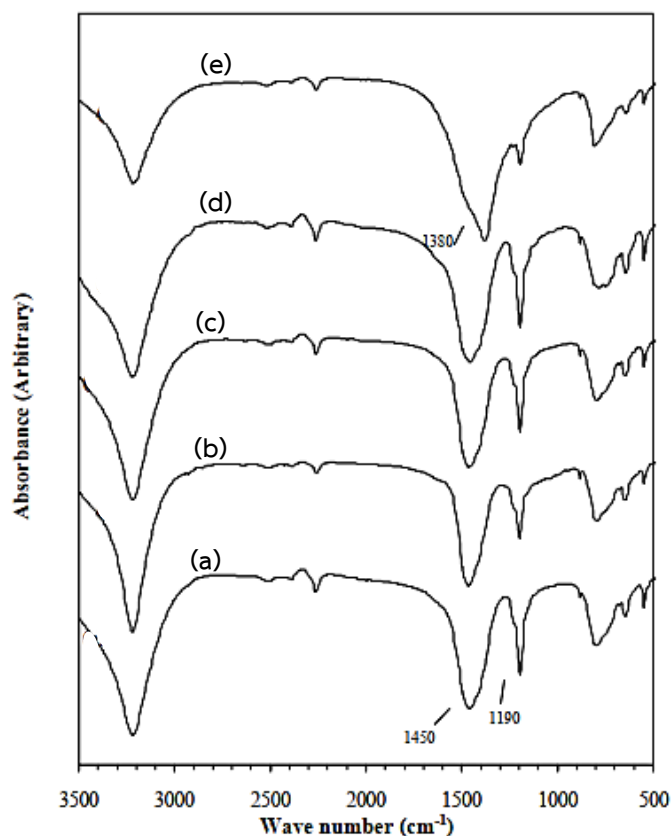 (e)
1380
(d)
(c)
(b)
(a)
1190
1450
Absorbance (Arbitrary)
3500 3000 2500 2000 1500 1000 500
Wave number (cm⁻¹)